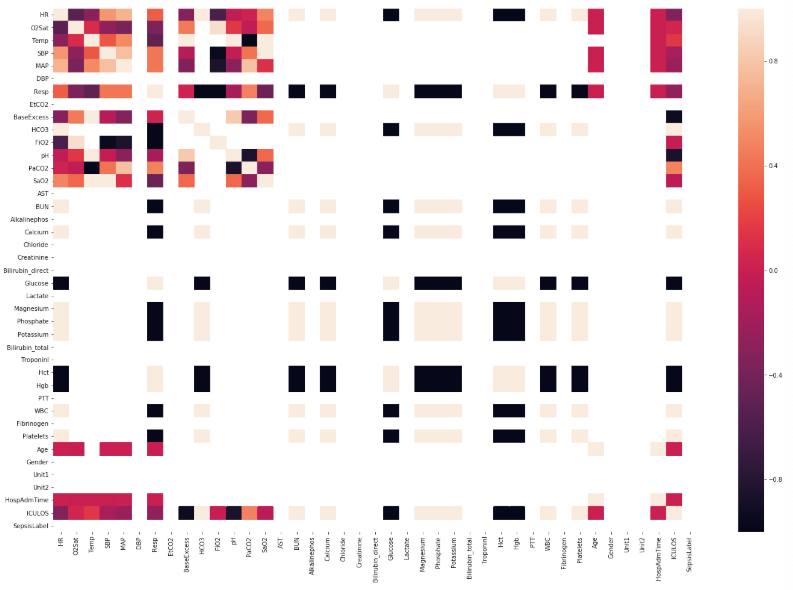 HR
O2Sat
Temp
SBP
MAP
DBP
Resp
EtCO2
BaseExcess
HCO3
FiO2
pH
PaCO2
SaO2
AST
BUN
Alkalinephos
Calcium
Chloride
Creatinine
Bilirubin_direct
Glucose
Lactate
Magnesium
Phosphate
Potassium
Bilirubin_total
TroponinI
Hct
Hgb
PTT
WBC
Fibrinogen
Platelets
Age
Gender
Unit1
Unit2
HospAdmTime
ICULOS
SepsisLabel
HR
O2Sat
Temp
SBP
MAP
DBP
Resp
EtCO2
BaseExcess
HCO3
FiO2
pH
PaCO2
SaO2
AST
BUN
Alkalinephos
Calcium
Chloride
Creatinine
Bilirubin_direct
Glucose
Lactate
Magnesium
Phosphate
Potassium
Bilirubin_total
TroponinI
Hct
Hgb
PTT
WBC
Fibrinogen
Platelets
Age
Gender
Unit1
Unit2
HospAdmTime
ICULOS
SepsisLabel
0.8
0.4
0.0
-0.4
-0.8